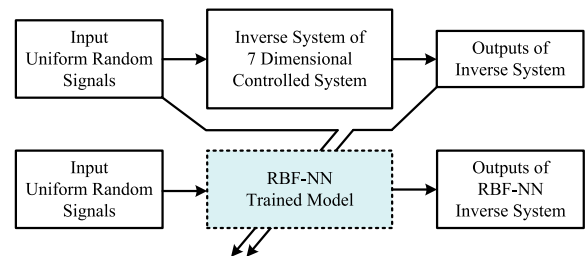 Input
Uniform Random
Signals
Inverse System of
7 Dimensional
Controlled System
Outputs of
Inverse System
Input
Uniform Random
Signals
RBF-NN
Trained Model
Outputs of
RBF-NN
Inverse System